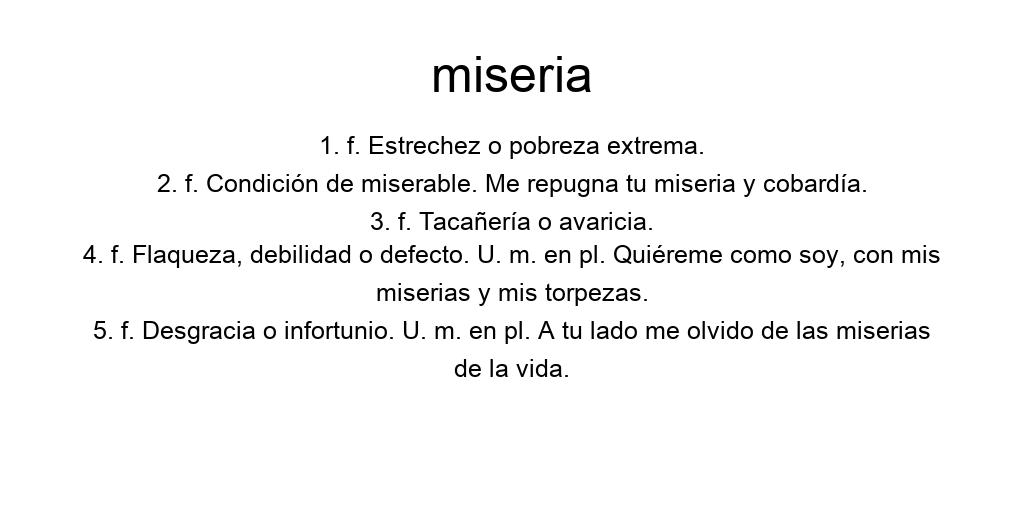 miseria
1. f. Estrechez o pobreza extrema.
2. f. Condición de miserable. Me repugna tu miseria y cobardía.
3. f. Tacañería o avaricia.
4. f. Flaqueza, debilidad o defecto. U. m. en pl. Quiéreme como soy, con mis
miserias y mis torpezas.
5. f. Desgracia o infortunio. U. m. en pl. A tu lado me olvido de las miserias
de la vida.